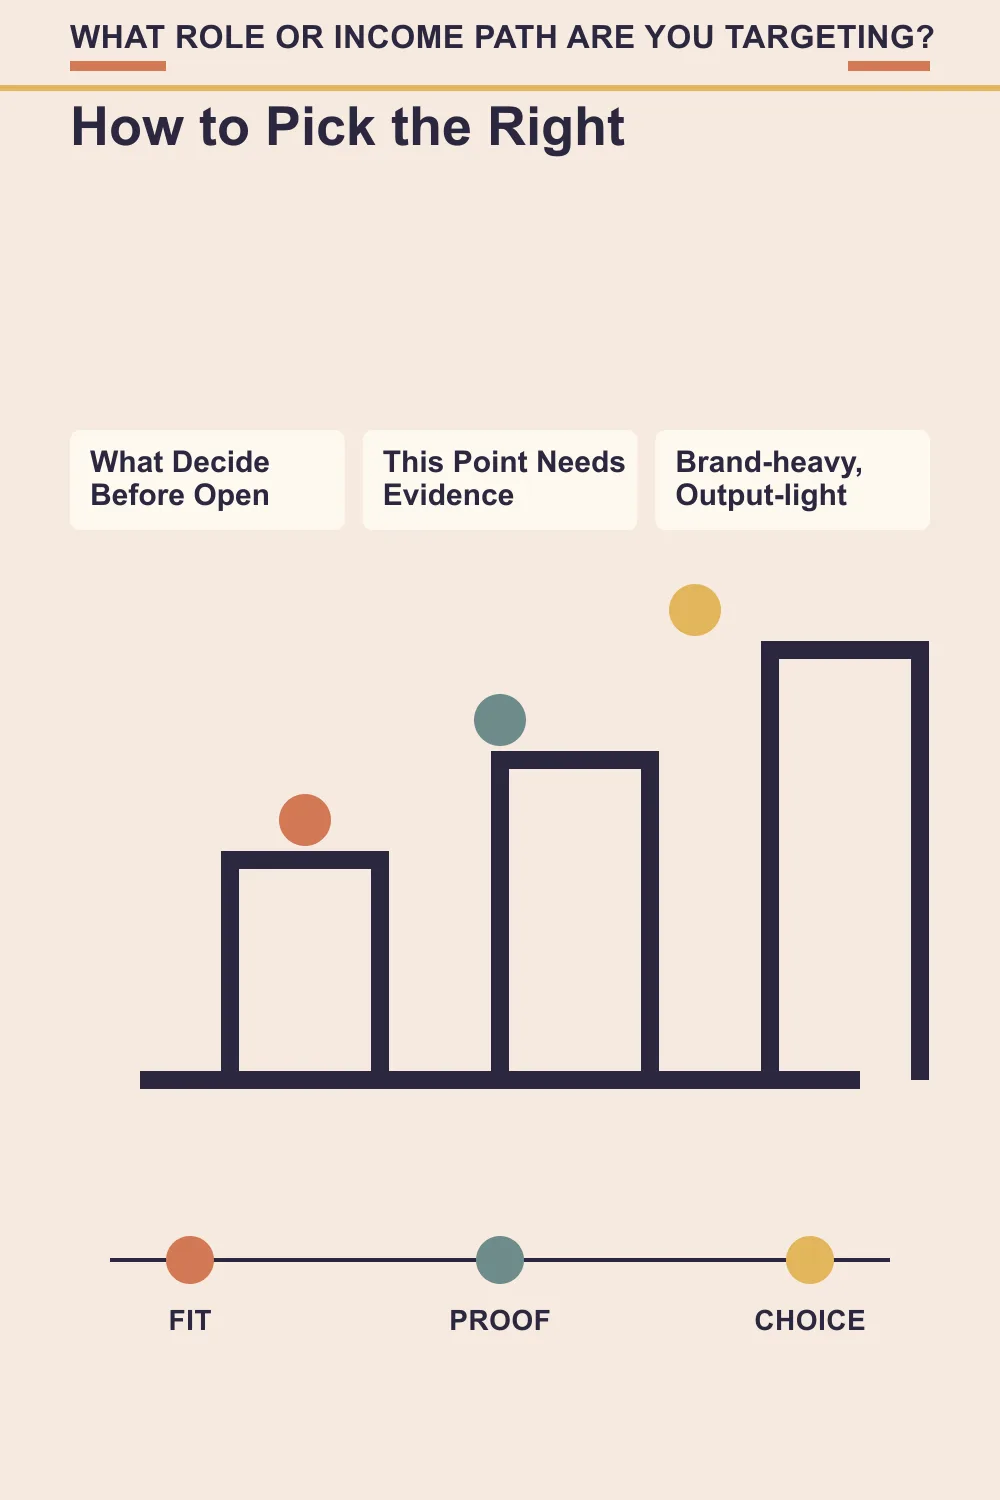 WHAT ROLE OR INCOME PATH ARE YOU TARGETING?
How to Pick the Right
What Decide
Before Open
This Point Needs
Evidence
Brand-heavy,
Output-light
FIT
PROOF
CHOICE